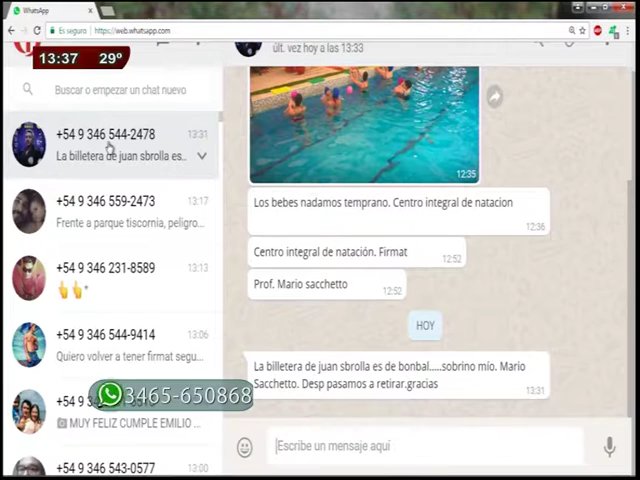 WhatsApp
Es seguro
https://web.whatsapp.com
13:37 29º
últ. vez hoy a las 13:33
Buscar o empezar un chat nuevo
+54 9 346 544-2478 13:31
La billetera de juan sbrolla es..
+54 9 346 559-2473 13:17
Frente a parque tiscornia, peligro...
+54 9 346 231-8589 13:13
+54 9 346 544-9414 13:06
Quiero volver a tener firmat segu...
3465-650868
MUY FELIZ CUMPLE EMILIO ...
+54 9 346 543-0577 13:00
12:35
Los bebes nadamos temprano. Centro integral de natacion
12:36
Centro integral de natación. Firmat
12:52
Prof. Mario sacchetto
12:52
HOY
La billetera de juan sbrolla es de bonbal.....sobrino mío. Mario
Sacchetto. Desp pasamos a retirar.gracias
13:31
Escribe un mensaje aquí